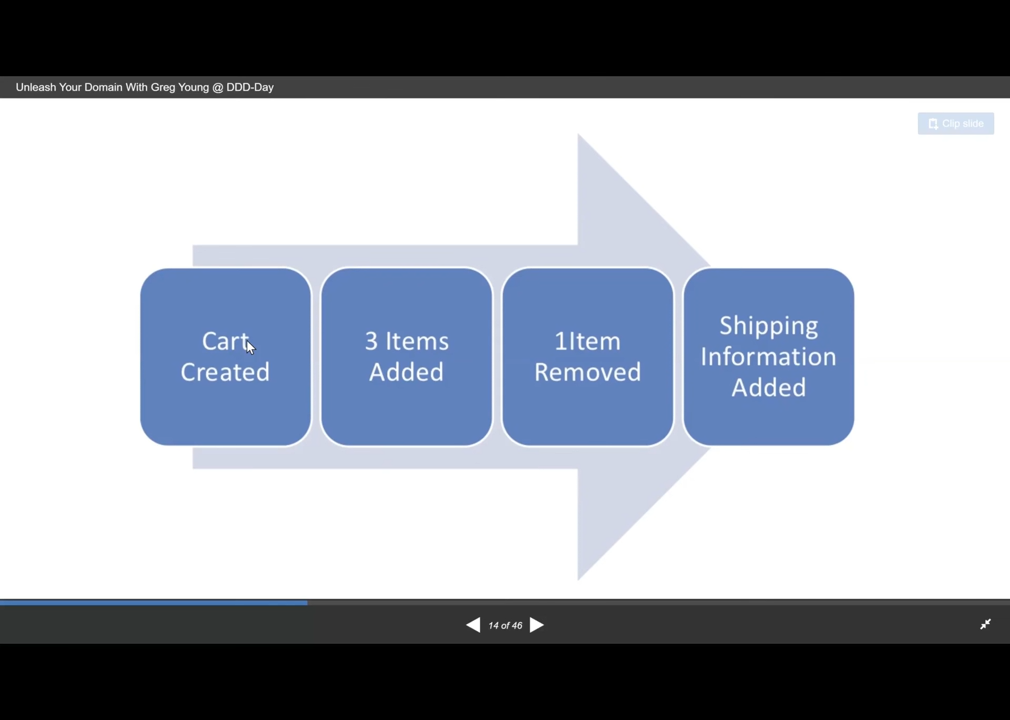 Unleash Your Domain With Greg Young @ DDD-Day
Clip slide
Cart
Created
3 Items
Added
1Item
Removed
Shipping
Information
Added
14 of 46